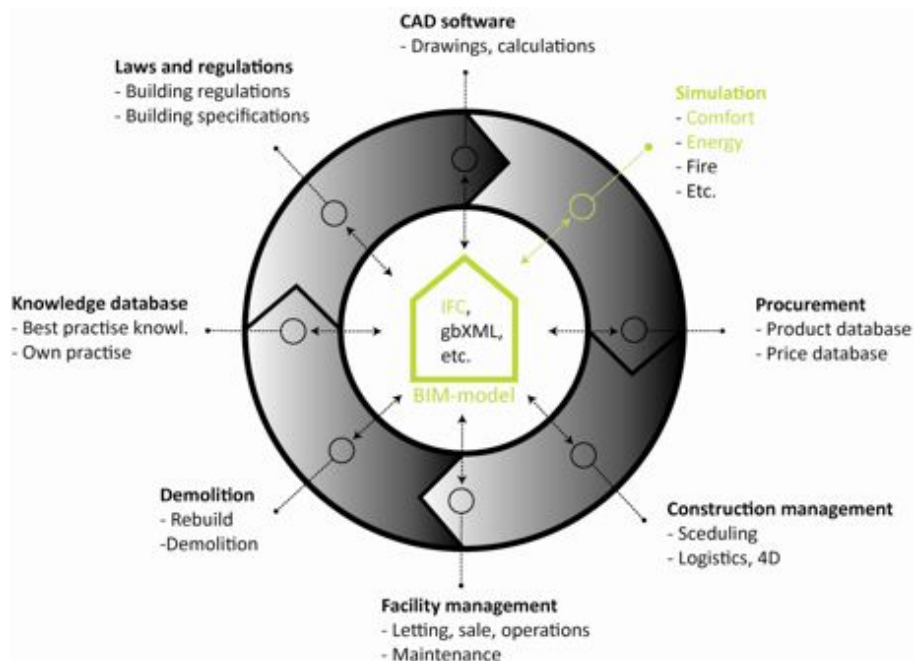 CAD software
- Drawings, calculations
Laws and regulations
- Building regulations
- Building specifications
Simulation
- Comfort
- Energy
- Fire
- Etc.
Knowledge database
- Best practise knowl.
- Own practise
IFC,
gbXML,
etc.
BIM-model
Procurement
- Product database
- Price database
Demolition
- Rebuild
-Demolition
Construction management
- Sceduling
- Logistics, 4D
Facility management
- Letting, sale, operations
- Maintenance